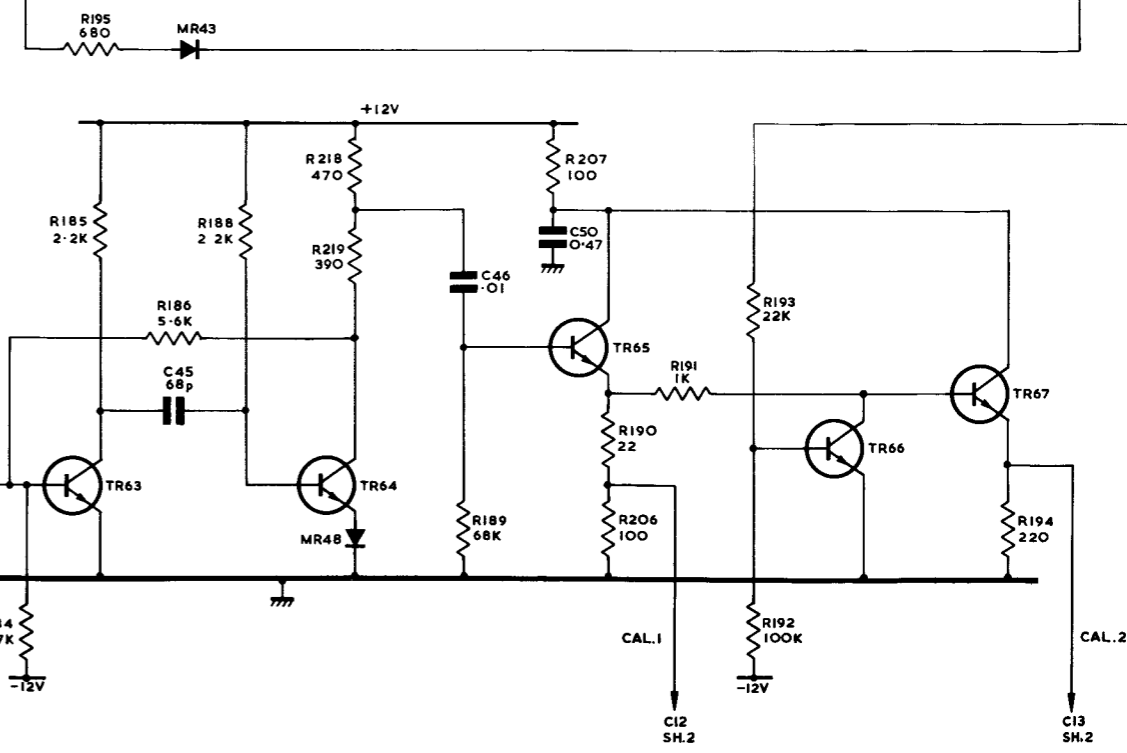 R195
680
MR43
+12V
R218
470
R207
100
R185
2·2K
R188
2 2K
R219
390
C50
0·47
C46
·01
R186
5·6K
R193
22K
TR65
C45
68p
R191
1K
TR67
R190
22
TR66
TR63
TR64
R189
68K
MR48
R206
100
R194
220
4
7K
R192
100K
CAL.1
CAL.2
-12V
-12V
C12
SH.2
C13
SH.2